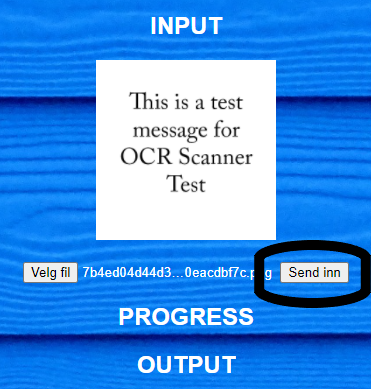 INPUT
This is a test
message for
OCR Scanner
Test
Velg fil 7b4ed04d44d3...0eacdbf7c.png Send inn
PROGRESS
OUTPUT